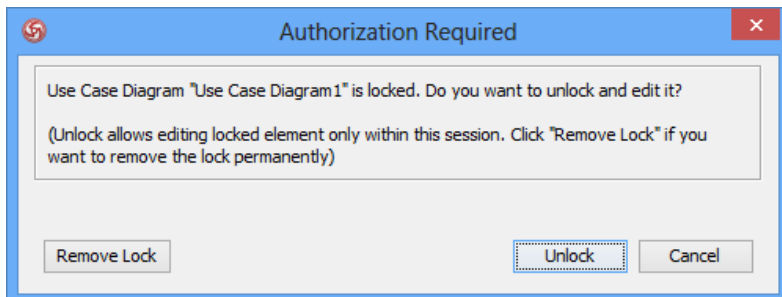 Authorization Required
Use Case Diagram "Use Case Diagram1" is locked. Do you want to unlock and edit it?
(Unlock allows editing locked element only within this session. Click "Remove Lock" if you
want to remove the lock permanently)
Remove Lock
Unlock
Cancel